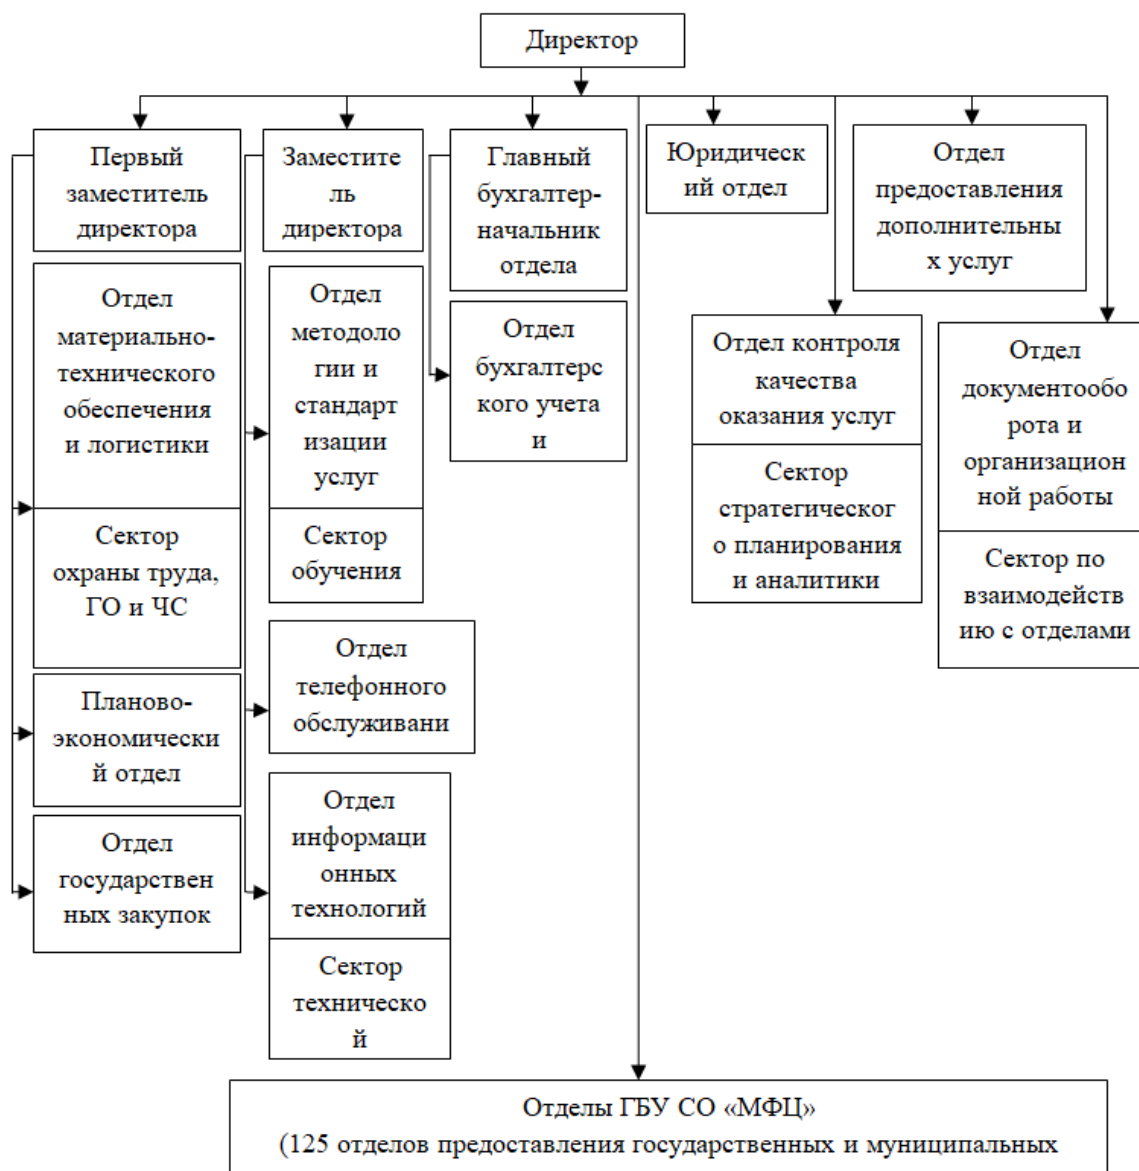 Директор
Первый
заместитель
директора
Заместите
ль
директора
Главный
бухгалтер-
начальник
отдела
Юридическ
ий отдел
Отдел
предоставления
дополнительны
х услуг
Отдел
материально-
технического
обеспечения
и логистики
Сектор
охраны труда,
ГО и ЧС
Планово-
экономически
й отдел
Отдел
государствен
ных закупок
Отдел
методоло
гии и
стандарт
изации
услуг
Сектор
обучения
Отдел
телефонного
обслуживани
Отдел
информаци
онных
технологий
Сектор
техническо
й
Отдел
бухгалтерс
кого учета
и
Отдел контроля
качества
оказания услуг
Сектор
стратегическог
о планирования
и аналитики
Отдел
документообо
рота и
организацион
ной работы
Сектор по
взаимодейств
ию с отделами
Отделы ГБУ СО «МФЦ»
(125 отделов предоставления государственных и муниципальных